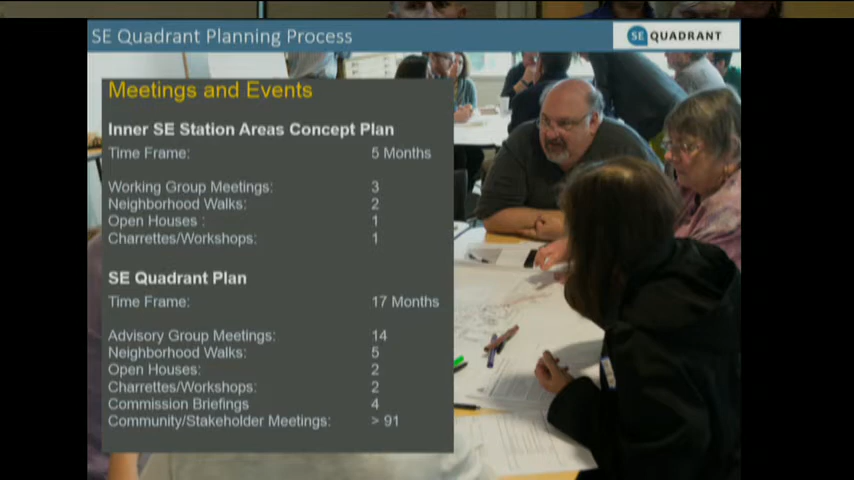 SE Quadrant Planning Process
SE QUADRANT
Meetings and Events
Inner SE Station Areas Concept Plan
Time Frame: 5 Months
Working Group Meetings: 3
Neighborhood Walks: 2
Open Houses : 1
Charrettes/Workshops: 1
SE Quadrant Plan
Time Frame: 17 Months
Advisory Group Meetings: 14
Neighborhood Walks: 5
Open Houses: 2
Charrettes/Workshops: 2
Commission Briefings 4
Community/Stakeholder Meetings: > 91